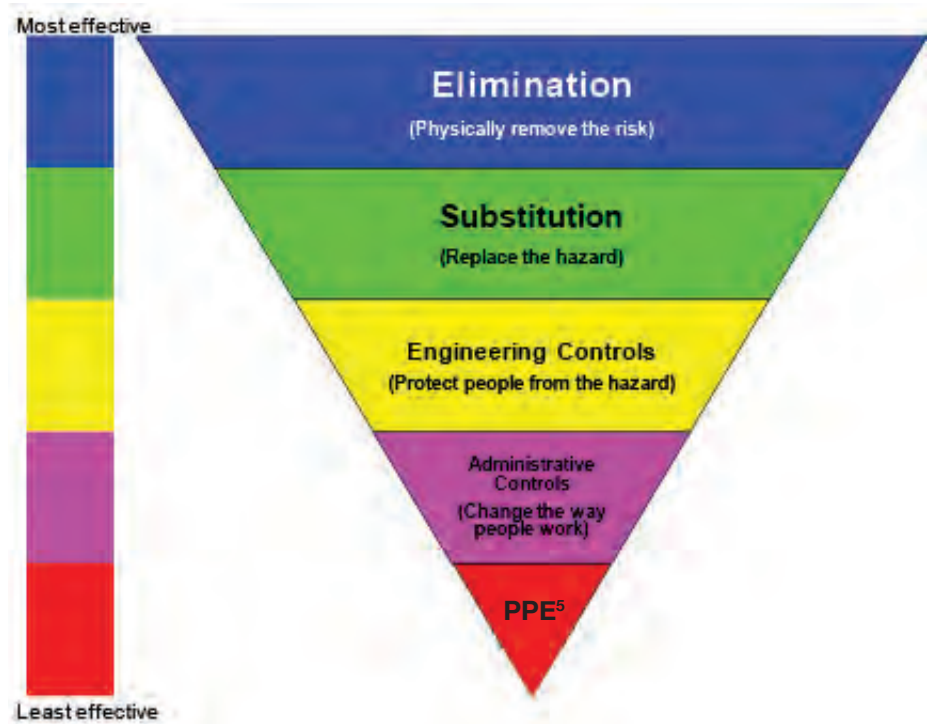 Most effective
Elimination
(Physically remove the risk)
Substitution
(Replace the hazard)
Engineering Controls
(Protect people from the hazard)
Administrative
Controls
(Change the way
people work)
PPE⁵
Least effective